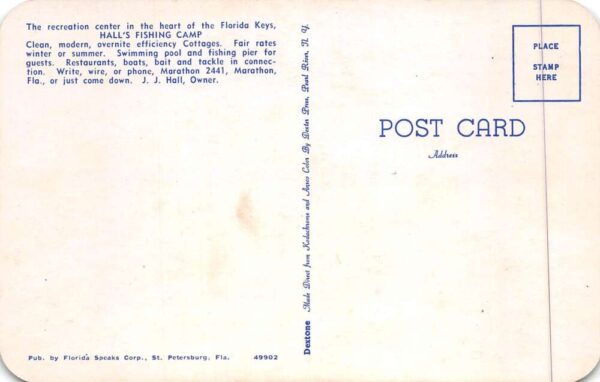 The recreation center in the heart of the Florida Keys,
HALL'S FISHING CAMP
Clean, modern, overnite efficiency Cottages. Fair rates
winter or summer. Swimming pool and fishing pier for
guests. Restaurants, boats, bait and tackle in connec-
tion. Write, wire, or phone, Marathon 2441, Marathon,
Fla., or just come down. J. J. Hall, Owner.
Pub. by Florida Speaks Corp., St. Petersburg, Fla. 49902
Dextone Made Direct from Kodachrome and Ansco Color By Dexter Press, Pearl River, N. Y.
PLACE
STAMP
HERE
POST CARD
Address